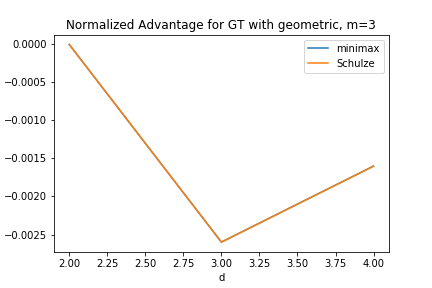 Normalized Advantage for GT with geometric, m=3
minimax
Schulze
0.0000
−0.0005
−0.0010
−0.0015
−0.0020
−0.0025
2.00 2.25 2.50 2.75 3.00 3.25 3.50 3.75 4.00
d